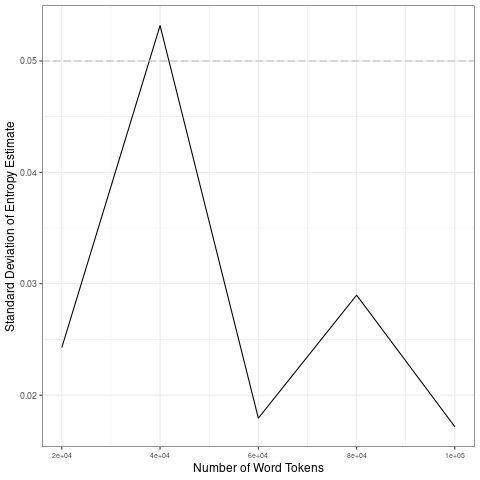 Standard Deviation of Entropy Estimate
0.05
0.04
0.03
0.02
2e+04 4e+04 6e+04 8e+04 1e+05
Number of Word Tokens